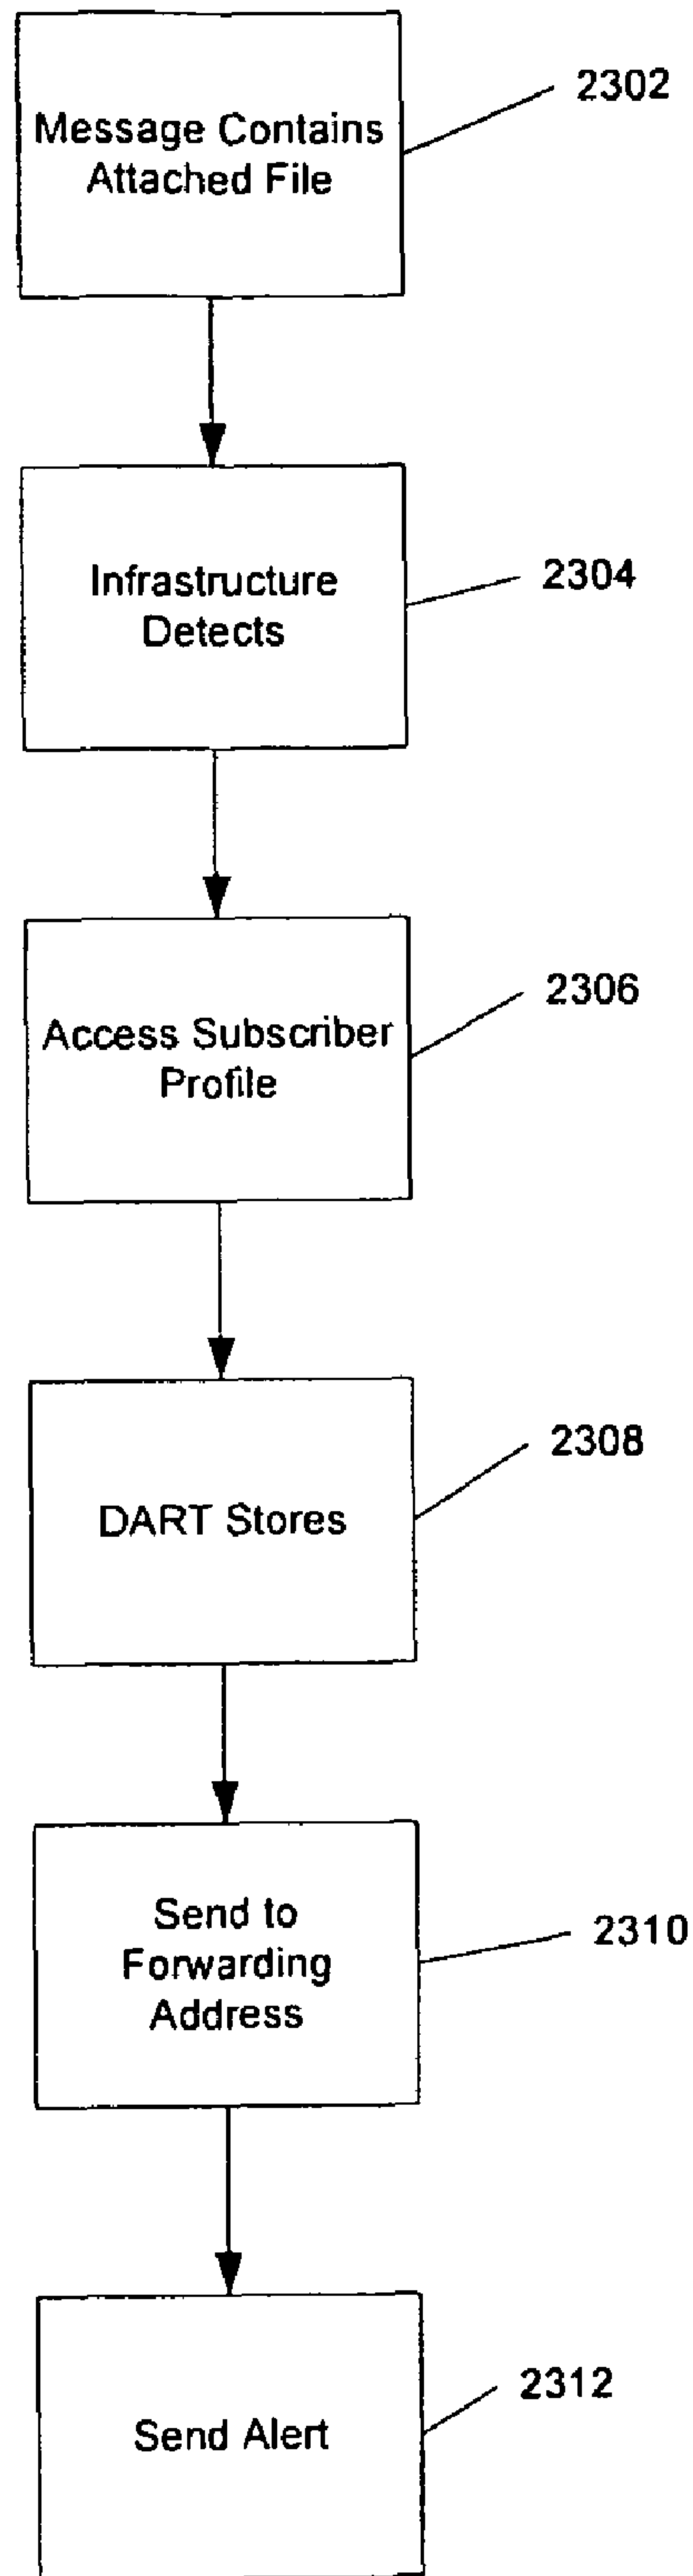 Message Contains
Attached File
2302
Infrastructure
Detects
2304
Access Subscriber
Profile
2306
DART Stores
2308
Send to
Forwarding
Address
2310
Send Alert
2312